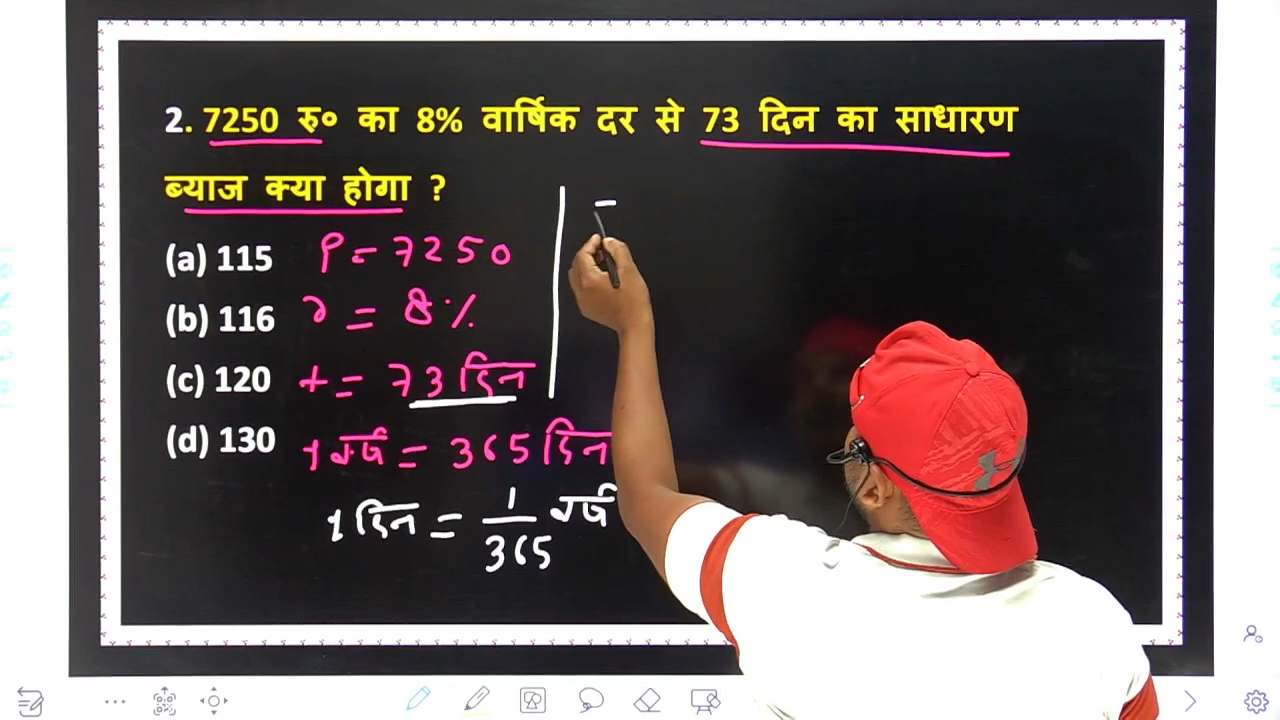 2. 7250 रु० का 8% वार्षिक दर से 73 दिन का साधारण
ब्याज क्या होगा ?
(a) 115
P = 7250
(b) 116
r = 8%
(c) 120
t = 73 दिन
(d) 130
1 वर्ष = 365 दिन
1 दिन = 1/365 वर्ष